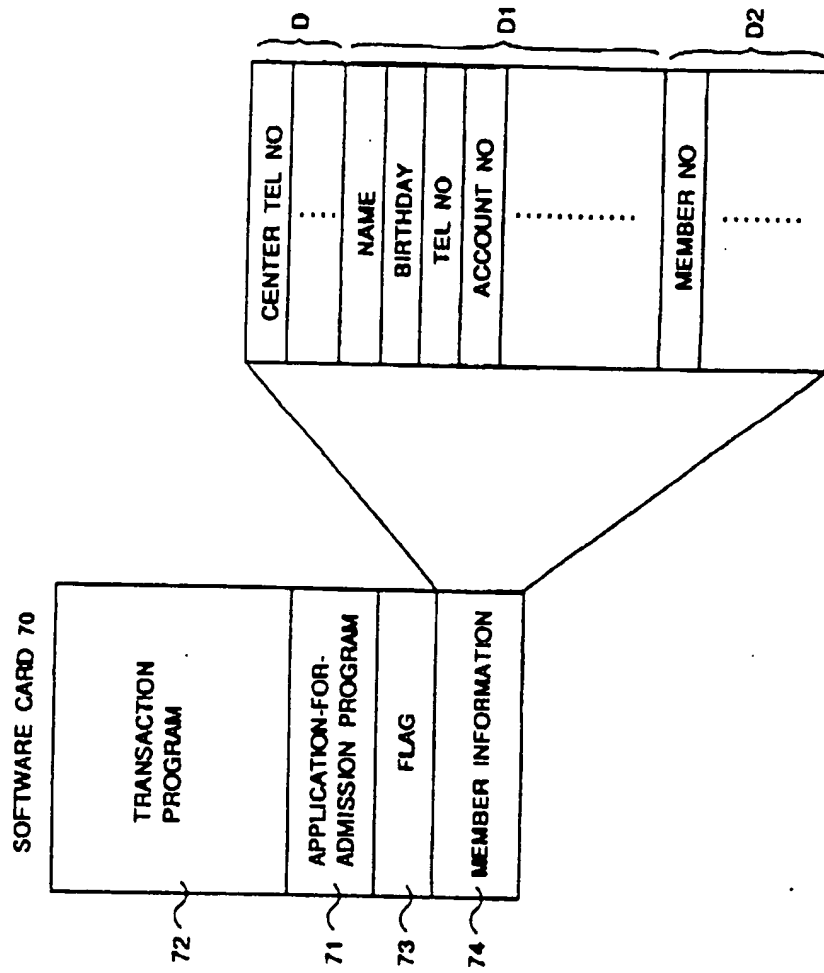 SOFTWARE CARD 70
72
TRANSACTION
PROGRAM
71
APPLICATION-FOR-
ADMISSION PROGRAM
73
FLAG
74
MEMBER INFORMATION
CENTER TEL NO
......
D
NAME
BIRTHDAY
TEL NO
ACCOUNT NO
..............
D1
MEMBER NO
.........
D2